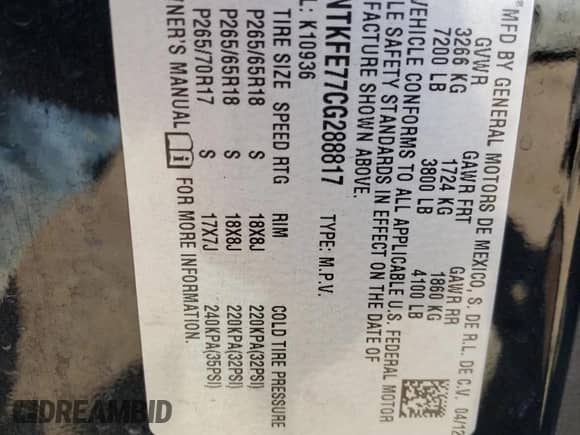 MFD BY GENERAL MOTORS DE MEXICO, S. DE R.L. DE C.V. 04/12
GVWR GAWR FRT GAWR RR
3266 KG 1724 KG 1860 KG
7200 LB 3800 LB 4100 LB
VEHICLE CONFORMS TO ALL APPLICABLE U.S. FEDERAL MOTOR
LE SAFETY STANDARDS IN EFFECT ON THE DATE OF
FACTURE SHOWN ABOVE.
NTKFE77CG288817 TYPE: M.P.V.
L: K10936
TIRE SIZE SPEED RTG RIM COLD TIRE PRESSURE
P265/65R18 S 18X8J 220KPA(32PSI)
P265/65R18 S 18X8J 220KPA(32PSI)
P265/70R17 S 17X7J 240KPA(35PSI)
WNER'S MANUAL FOR MORE INFORMATION.
DREAMBID